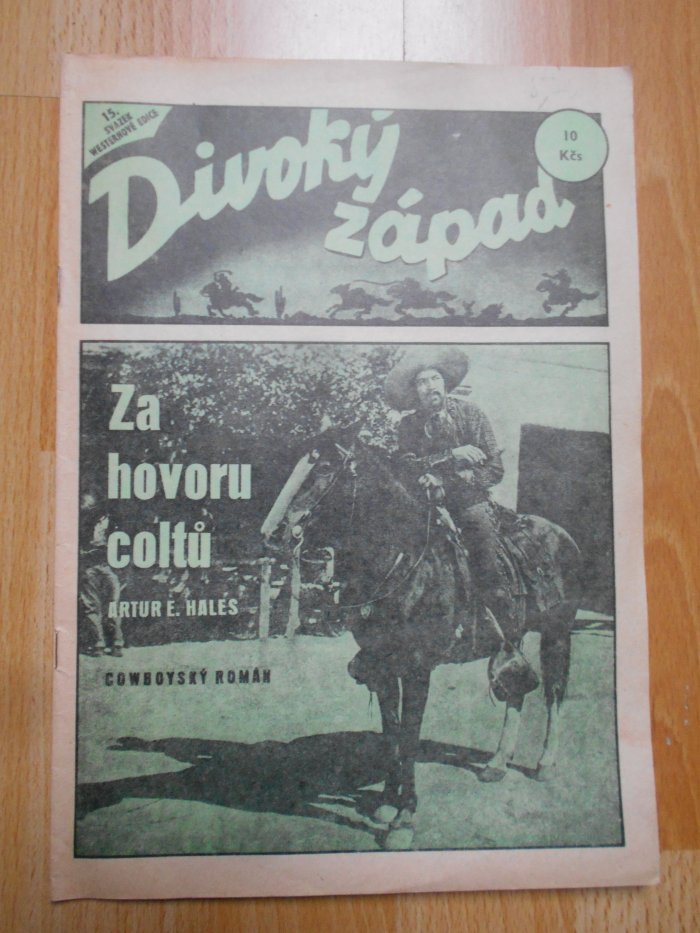 15.
SVAZEK
WESTERNOVÉ EDICE
10
Kčs
Divoký
západ
Za
hovoru
coltů
ARTUR E. HALES
COWBOYSKÝ ROMÁN